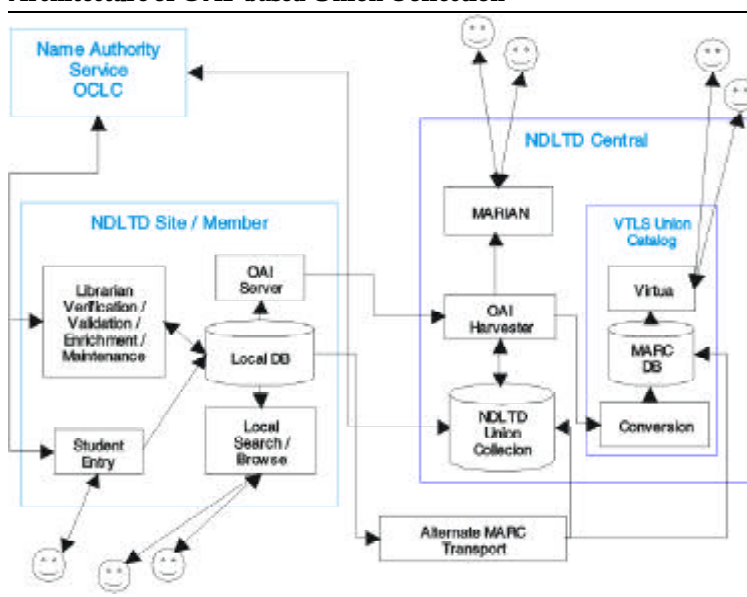 Architecture of OAI-based Union Collection
Name Authority
Service
OCLC
NDLTD Central
MARIAN
VTLS Union
Catalog
NDLTD Site / Member
OAI
Server
Librarian
Verification /
Validation /
Enrichment /
Maintenance
Virtua
OAI
Harvester
MARC
DB
Local DB
NDLTD
Union
Collecion
Conversion
Student
Entry
Local
Search /
Browse
Alternate MARC
Transport